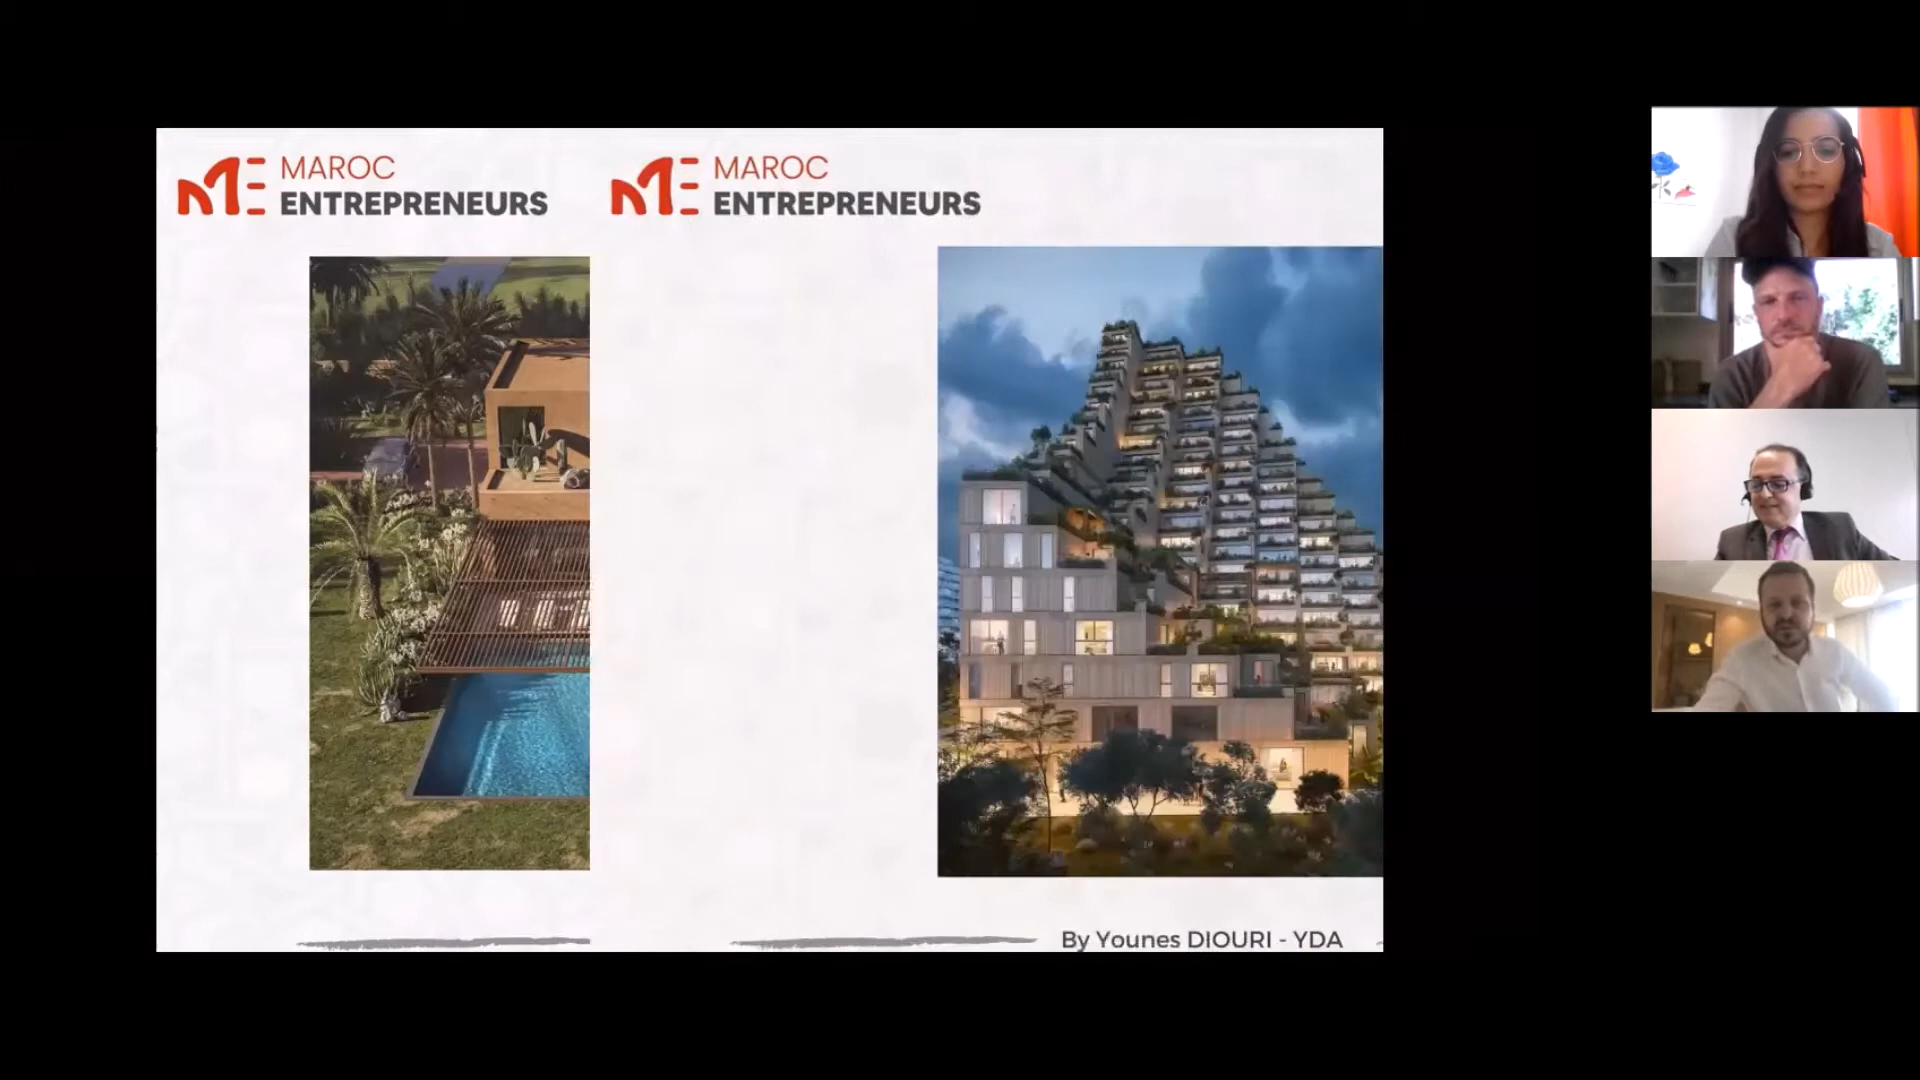 MAROC
ENTREPRENEURS
MAROC
ENTREPRENEURS
By Younes DIOURI - YDA